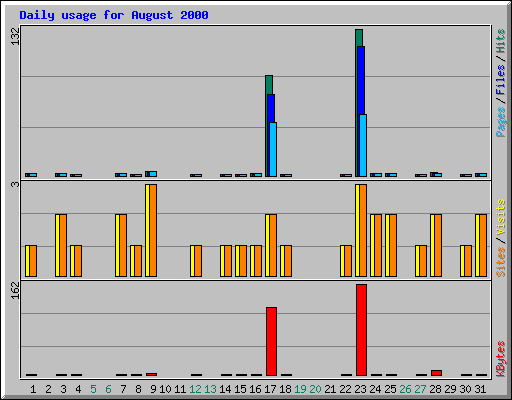 Daily usage for August 2000
132
3
162
Pages / Files / Hits
Sites / Visits
KBytes
1 2 3 4 5 6 7 8 9 10 11 12 13 14 15 16 17 18 19 20 21 22 23 24 25 26 27 28 29 30 31